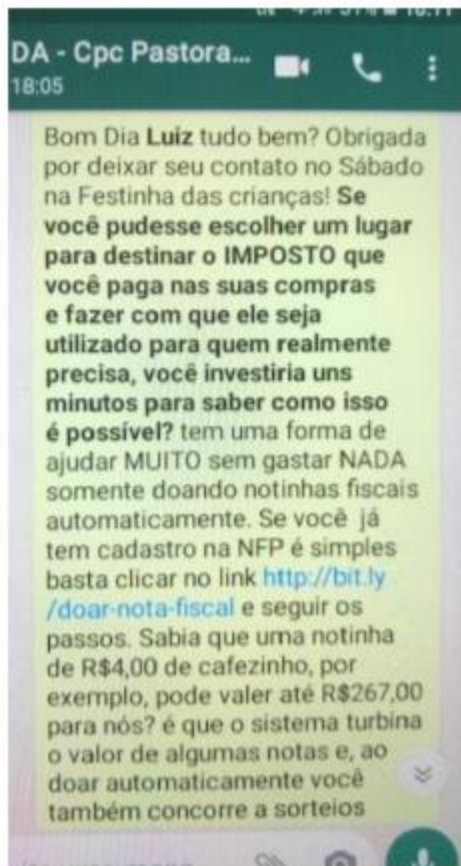 DA - Cpc Pastora...
18:05
Bom Dia Luiz tudo bem? Obrigada
por deixar seu contato no Sábado
na Festinha das crianças! Se
você pudesse escolher um lugar
para destinar o IMPOSTO que
você paga nas suas compras
e fazer com que ele seja
utilizado para quem realmente
precisa, você investiria uns
minutos para saber como isso
é possível? tem uma forma de
ajudar MUITO sem gastar NADA
somente doando notinhas fiscais
automaticamente. Se você já
tem cadastro na NFP é simples
basta clicar no link http://bit.ly
/doar-nota-fiscal e seguir os
passos. Sabia que uma notinha
de R$4,00 de cafezinho, por
exemplo, pode valer até R$267,00
para nós? é que o sistema turbina
o valor de algumas notas e, ao
doar automaticamente você
também concorre a sorteios